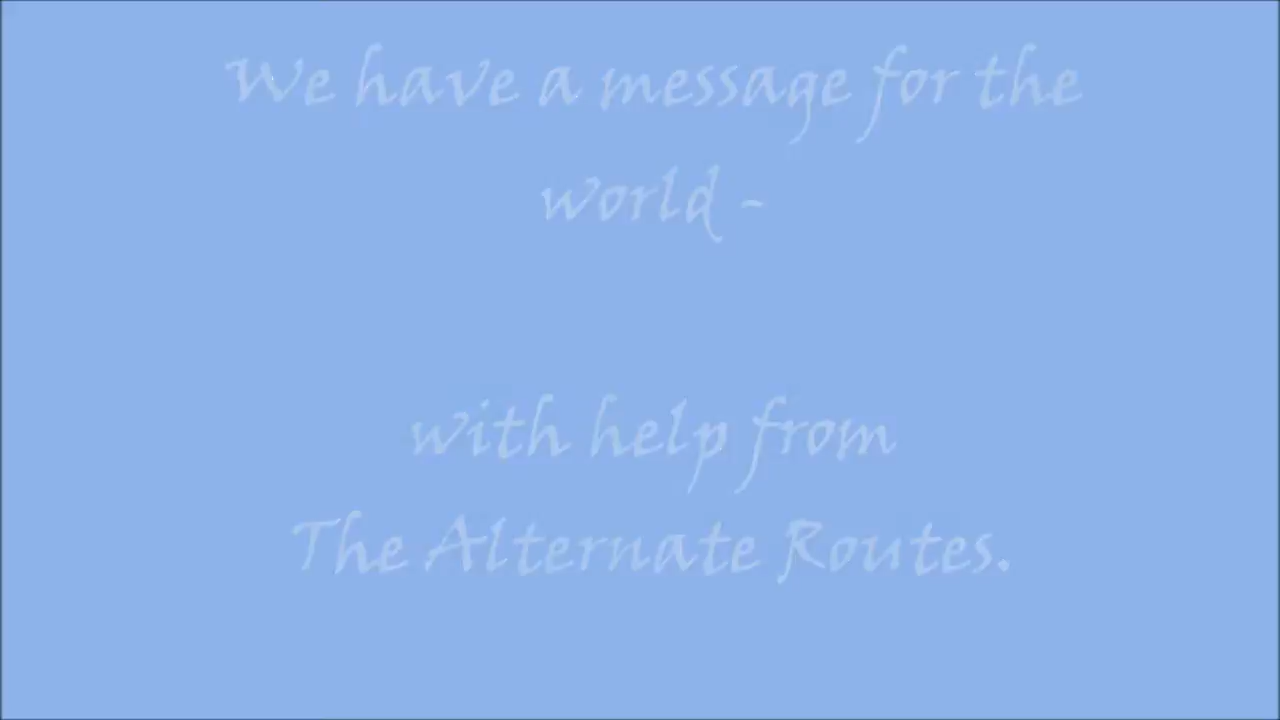 We have a message for the
world -
with help from
The Alternate Routes.